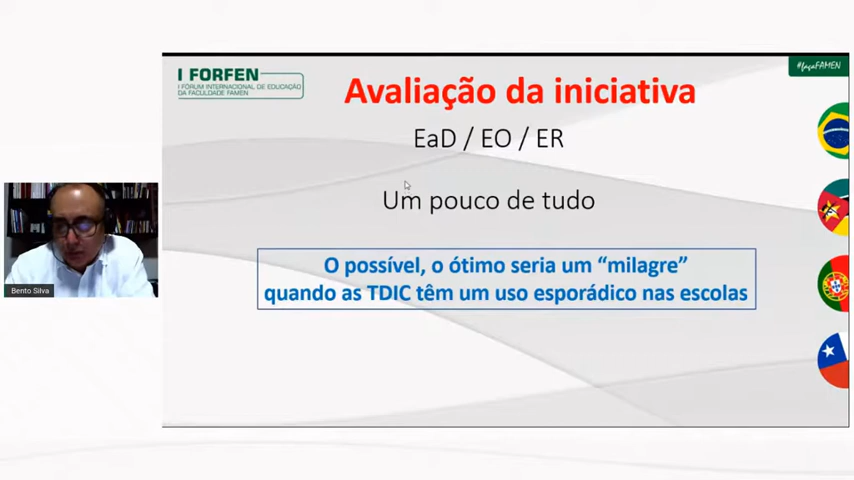 I FORFEN
I FÓRUM INTERNACIONAL DE EDUCAÇÃO
DA FACULDADE FAMEN
#façaFAMEN
Avaliação da iniciativa
EaD / EO / ER
Um pouco de tudo
O possível, o ótimo seria um “milagre”
quando as TDIC têm um uso esporádico nas escolas
Bento Silva